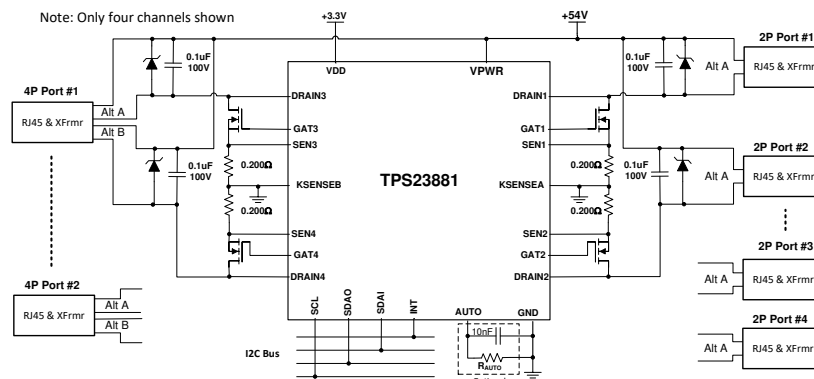 Note: Only four channels shown
+3.3V
+54V
VDD
VPWR
4P Port #1
RJ45 & XFrmr
Alt A
Alt B
0.1uF
100V
0.1uF
100V
DRAIN3
GAT3
SEN3
0.200Ω
KSENSEB
0.200Ω
SEN4
GAT4
DRAIN4
TPS23881
DRAIN1
GAT1
SEN1
0.200Ω
KSENSEA
0.200Ω
SEN2
GAT2
DRAIN2
0.1uF
100V
0.1uF
100V
2P Port #1
Alt A
RJ45 & XFrmr
2P Port #2
Alt A
RJ45 & XFrmr
2P Port #3
Alt A
RJ45 & XFrmr
2P Port #4
Alt A
RJ45 & XFrmr
4P Port #2
RJ45 & XFrmr
Alt A
Alt B
SCL
SDAO
SDAI
INT
AUTO
GND
I2C Bus
10nF
RAUTO